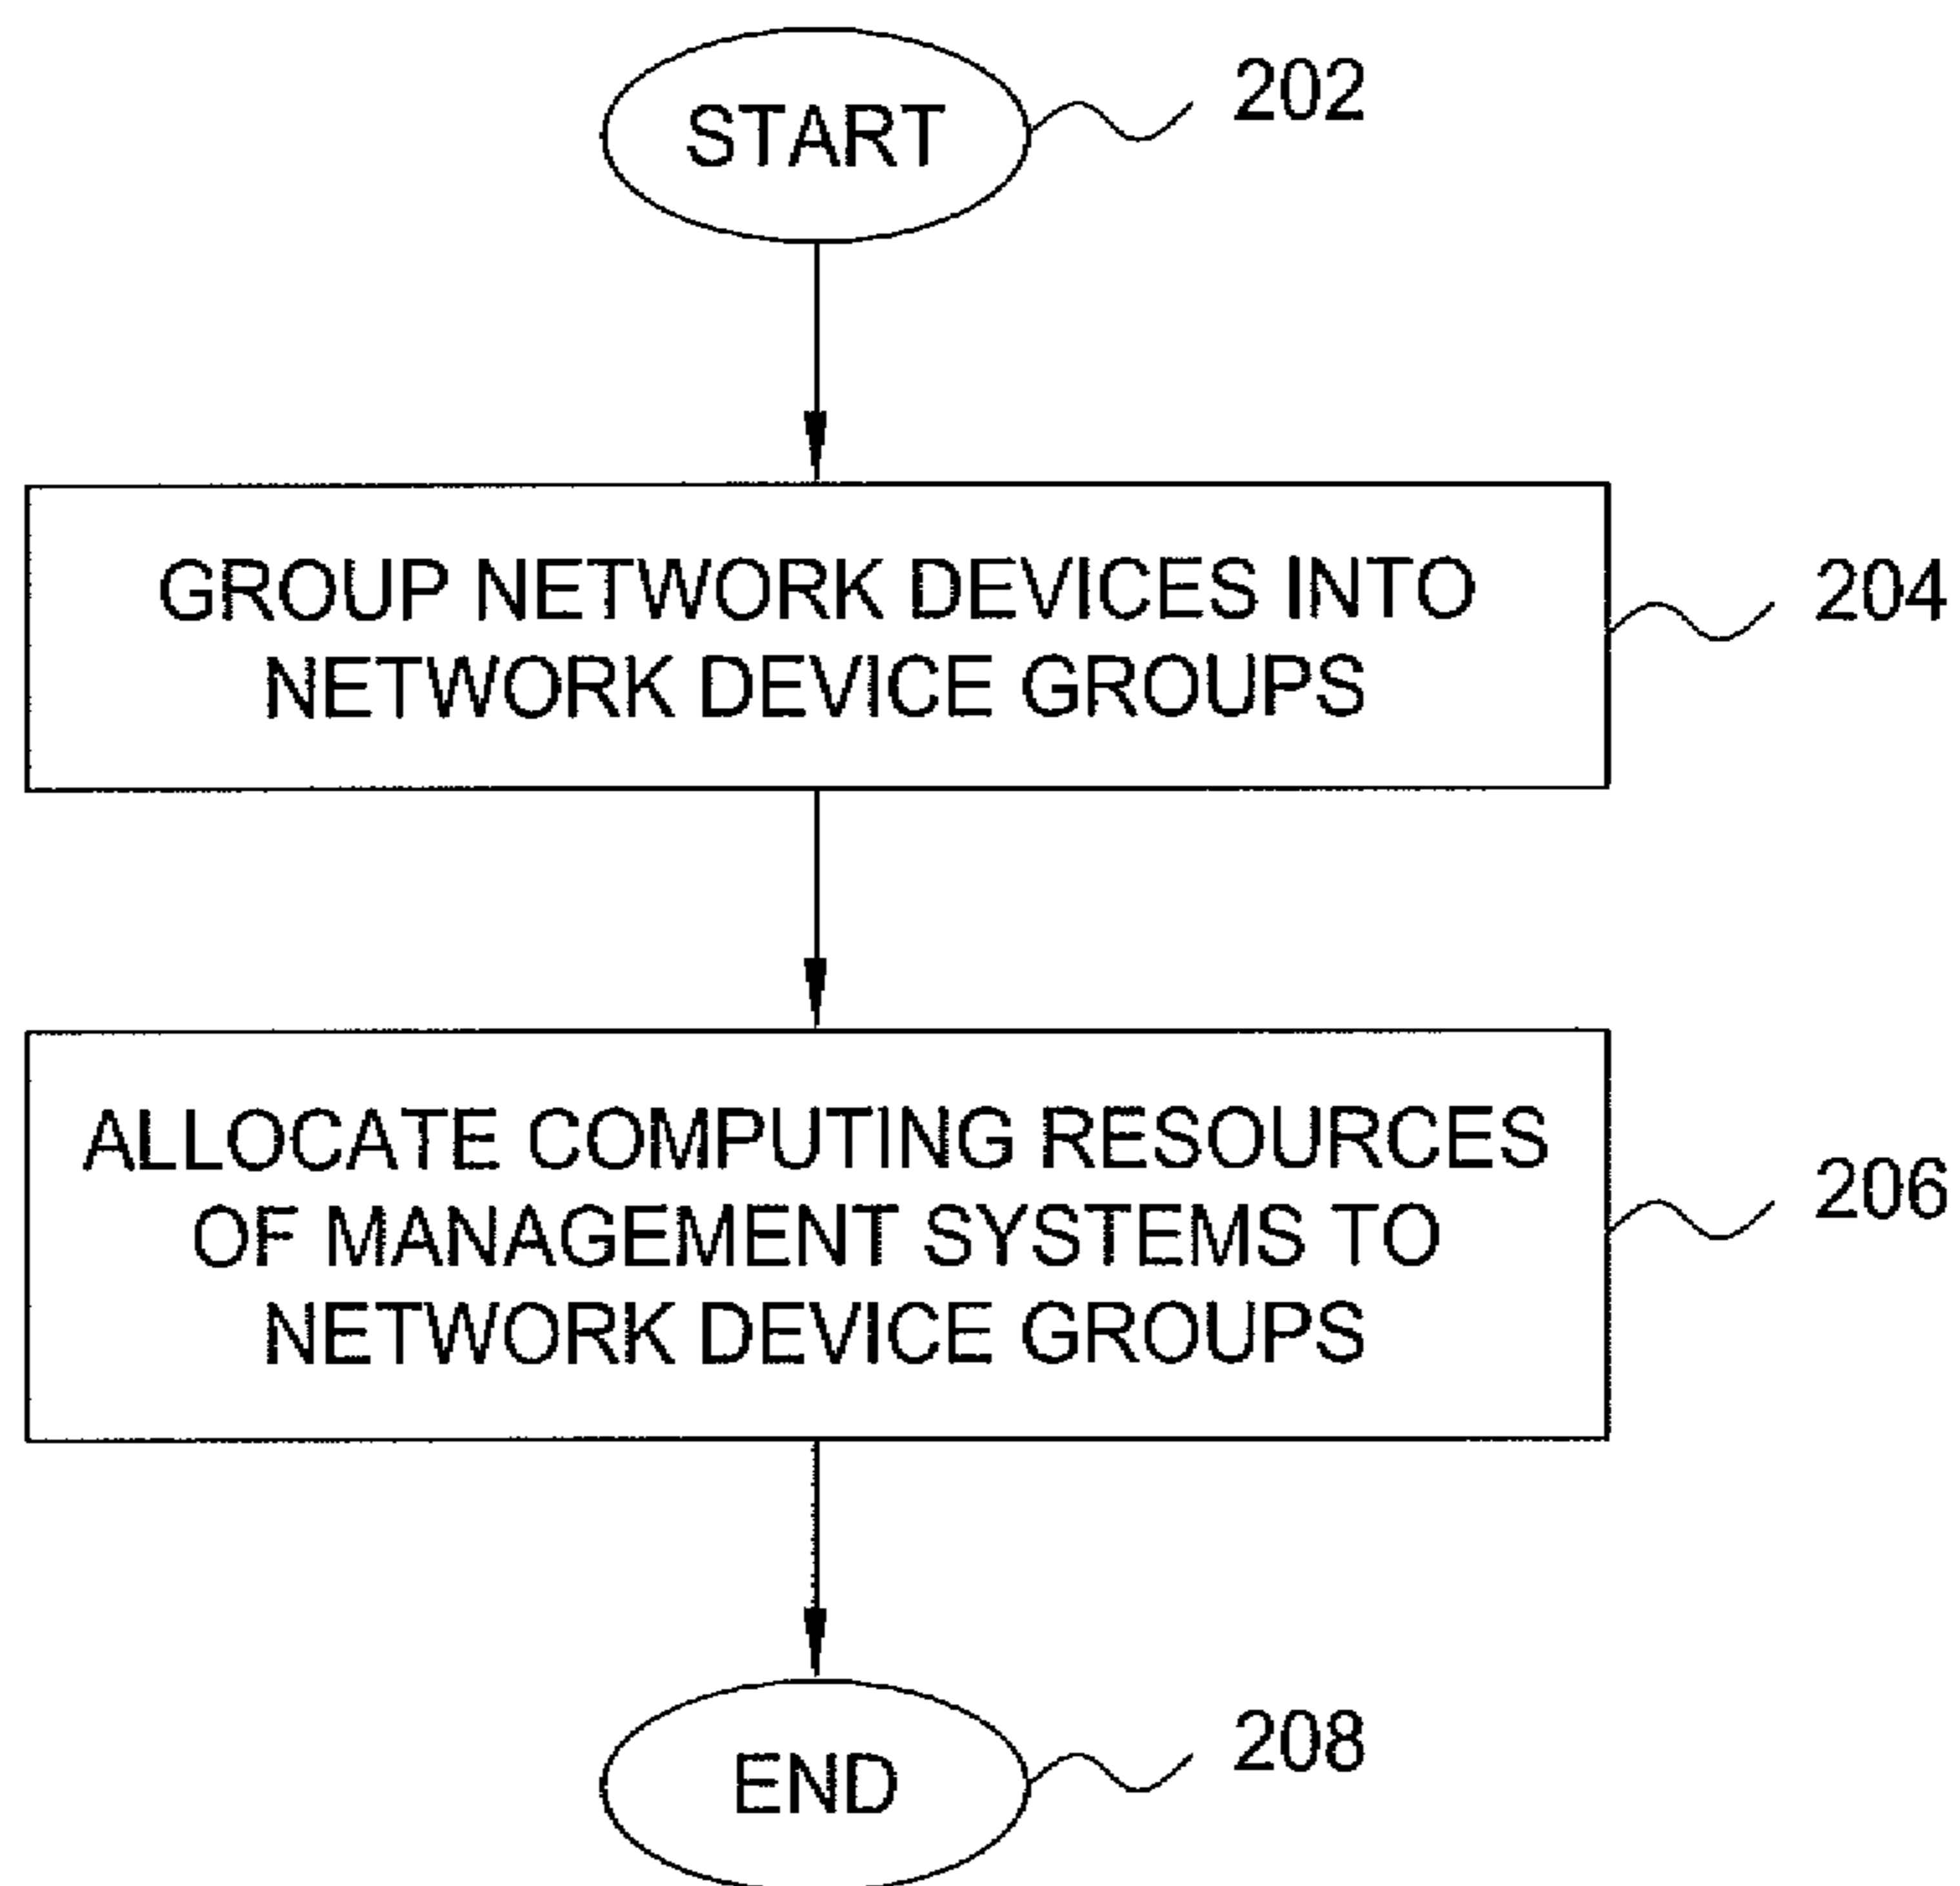 START
202
GROUP NETWORK DEVICES INTO
NETWORK DEVICE GROUPS
204
ALLOCATE COMPUTING RESOURCES
OF MANAGEMENT SYSTEMS TO
NETWORK DEVICE GROUPS
206
END
208